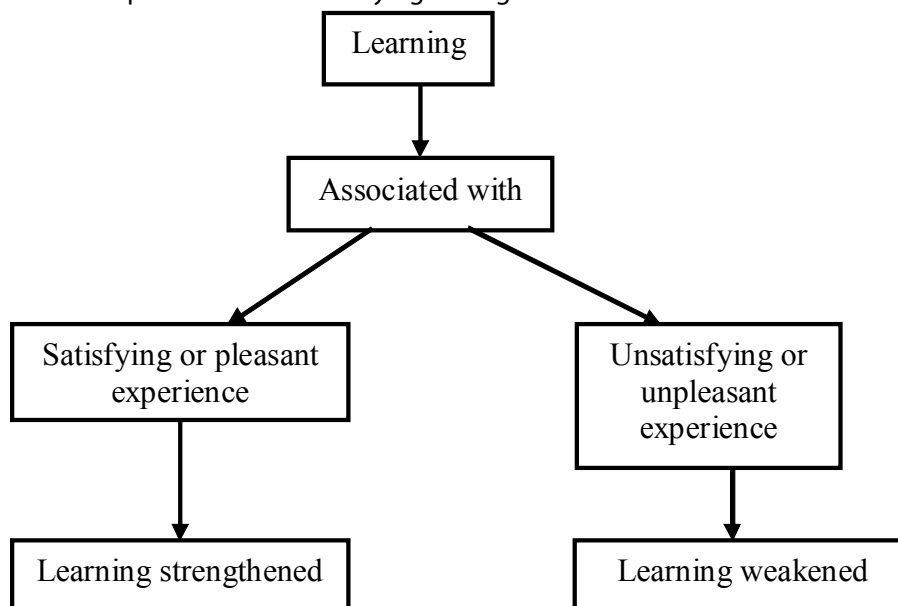 Learning
Associated with
Satisfying or pleasant
experience
Unsatisfying or
unpleasant
experience
Learning strengthened
Learning weakened